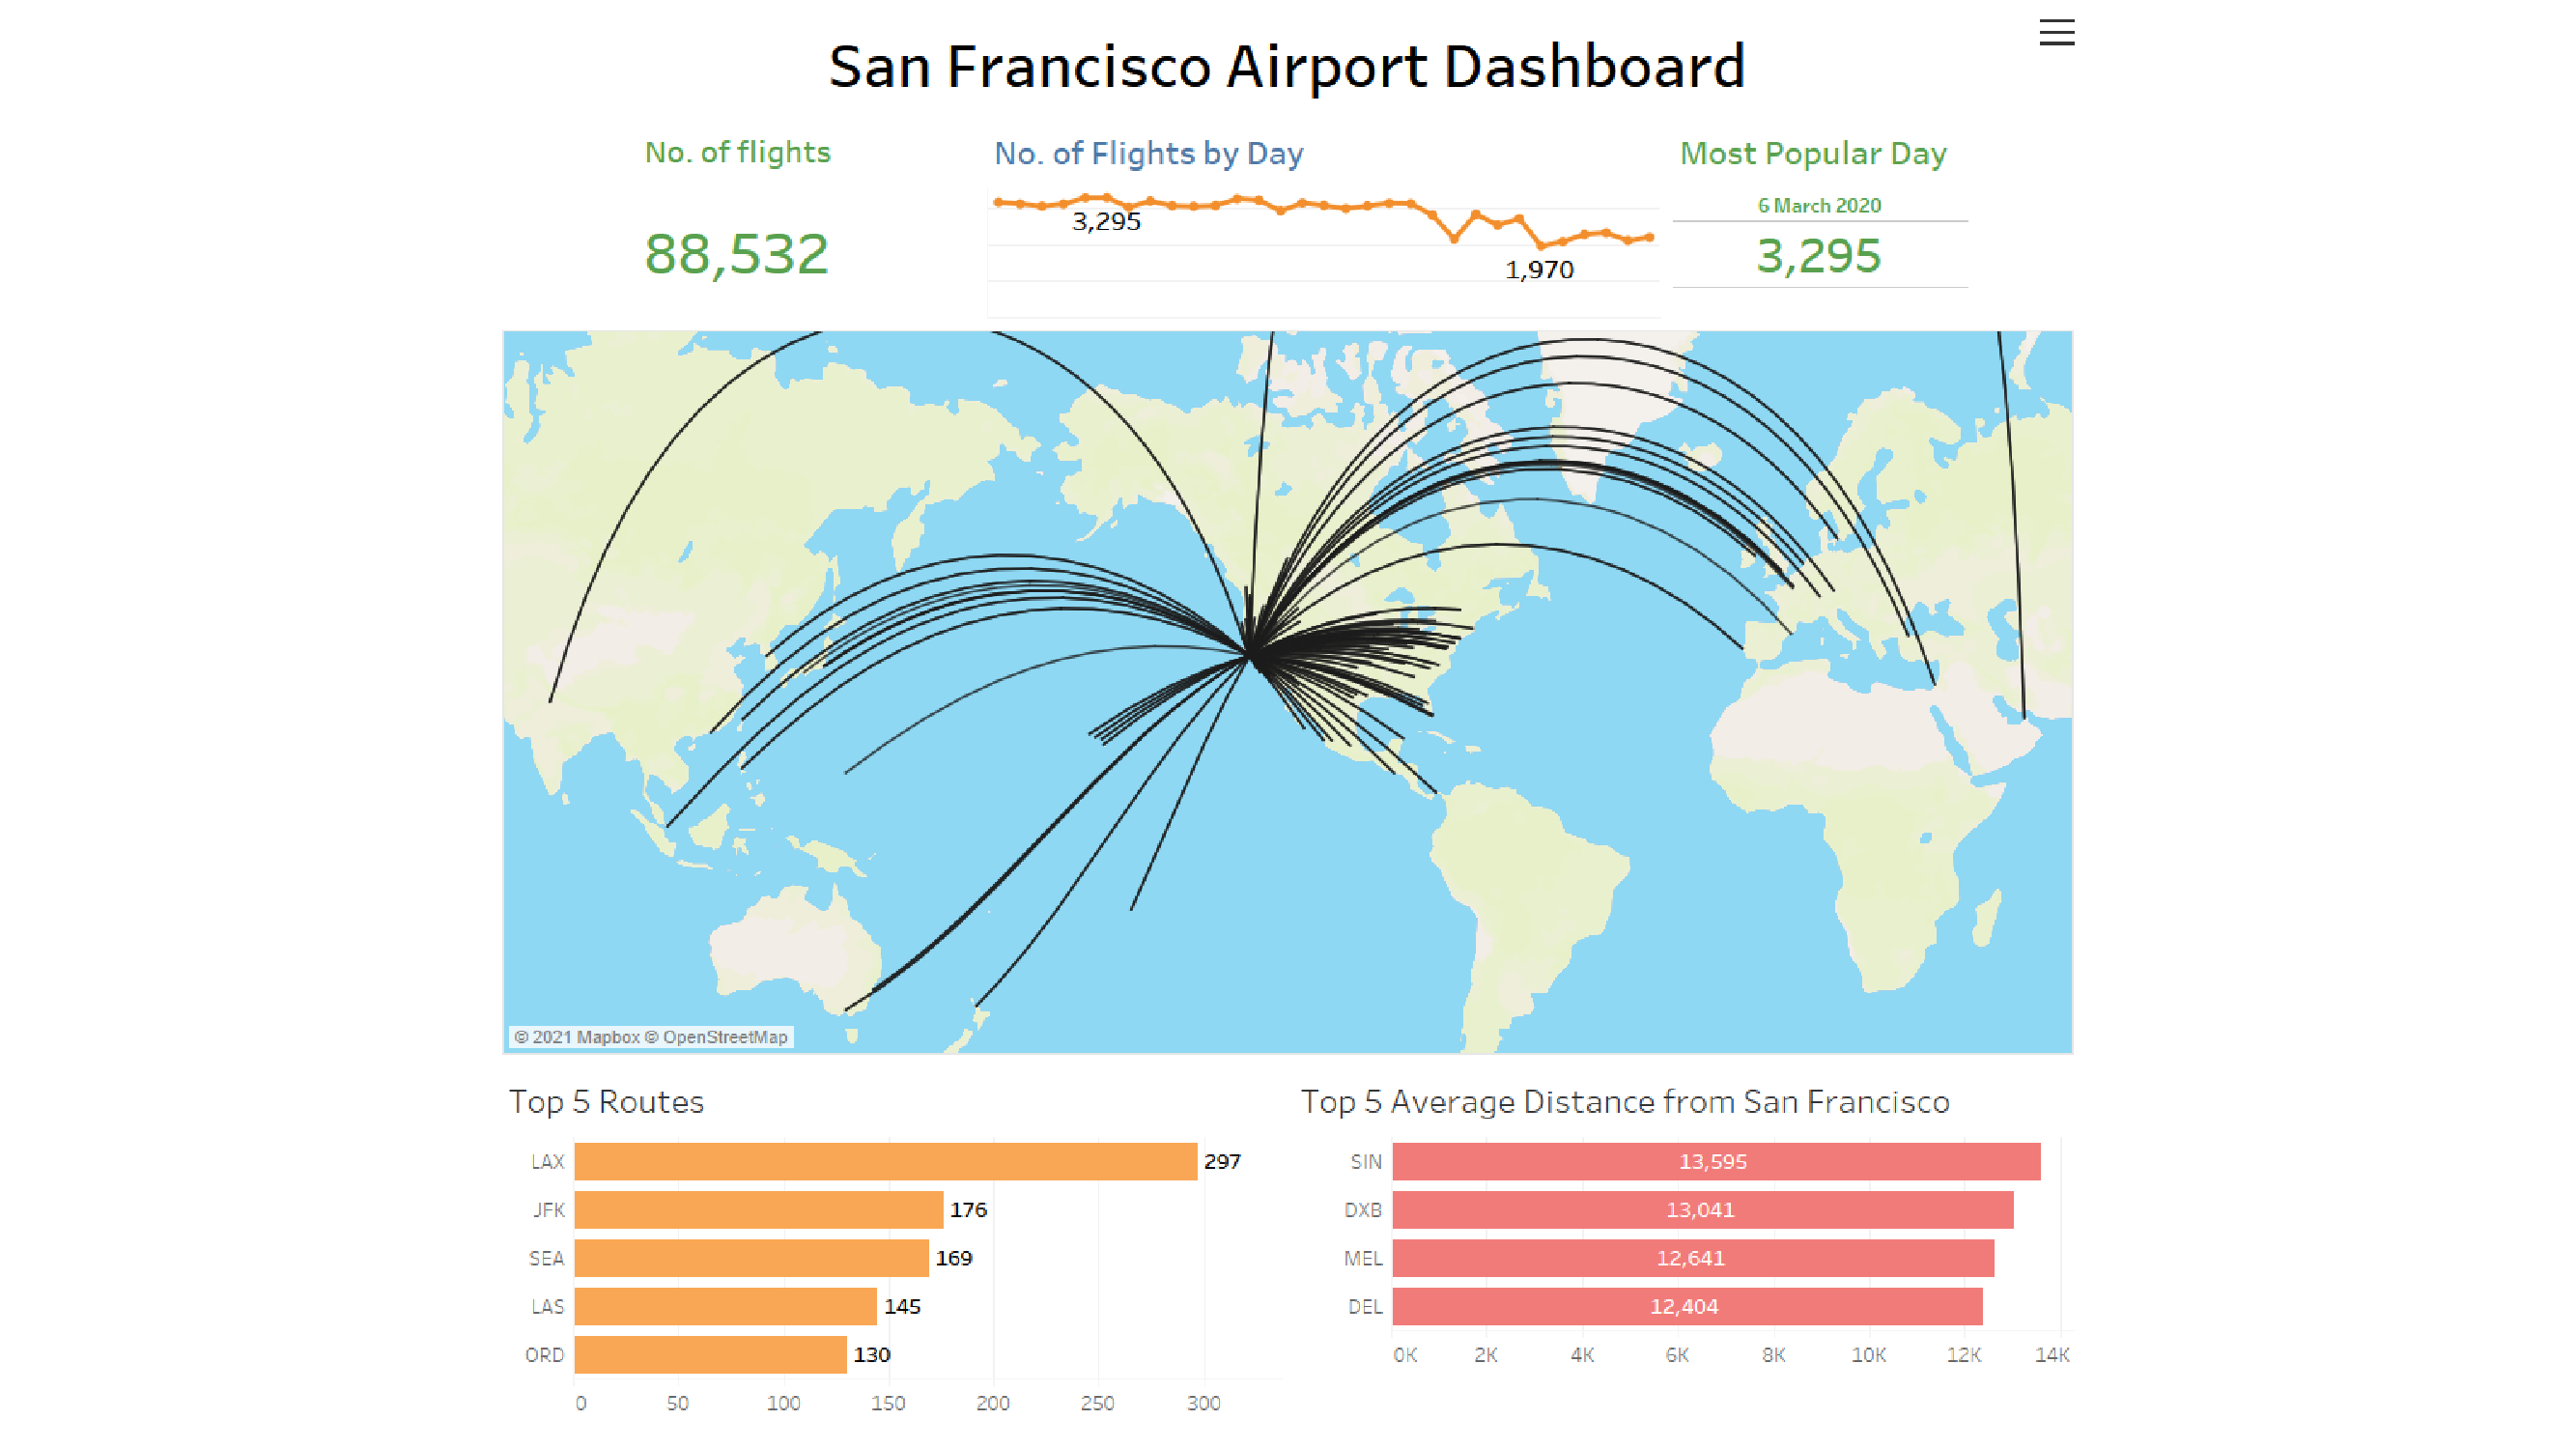 San Francisco Airport Dashboard
No. of flights
88,532
No. of Flights by Day
3,295
1,970
Most Popular Day
6 March 2020
3,295
© 2021 Mapbox © OpenStreetMap
Top 5 Routes
LAX 297
JFK 176
SEA 169
LAS 145
ORD 130
0 50 100 150 200 250 300
Top 5 Average Distance from San Francisco
SIN 13,595
DXB 13,041
MEL 12,641
DEL 12,404
0K 2K 4K 6K 8K 10K 12K 14K